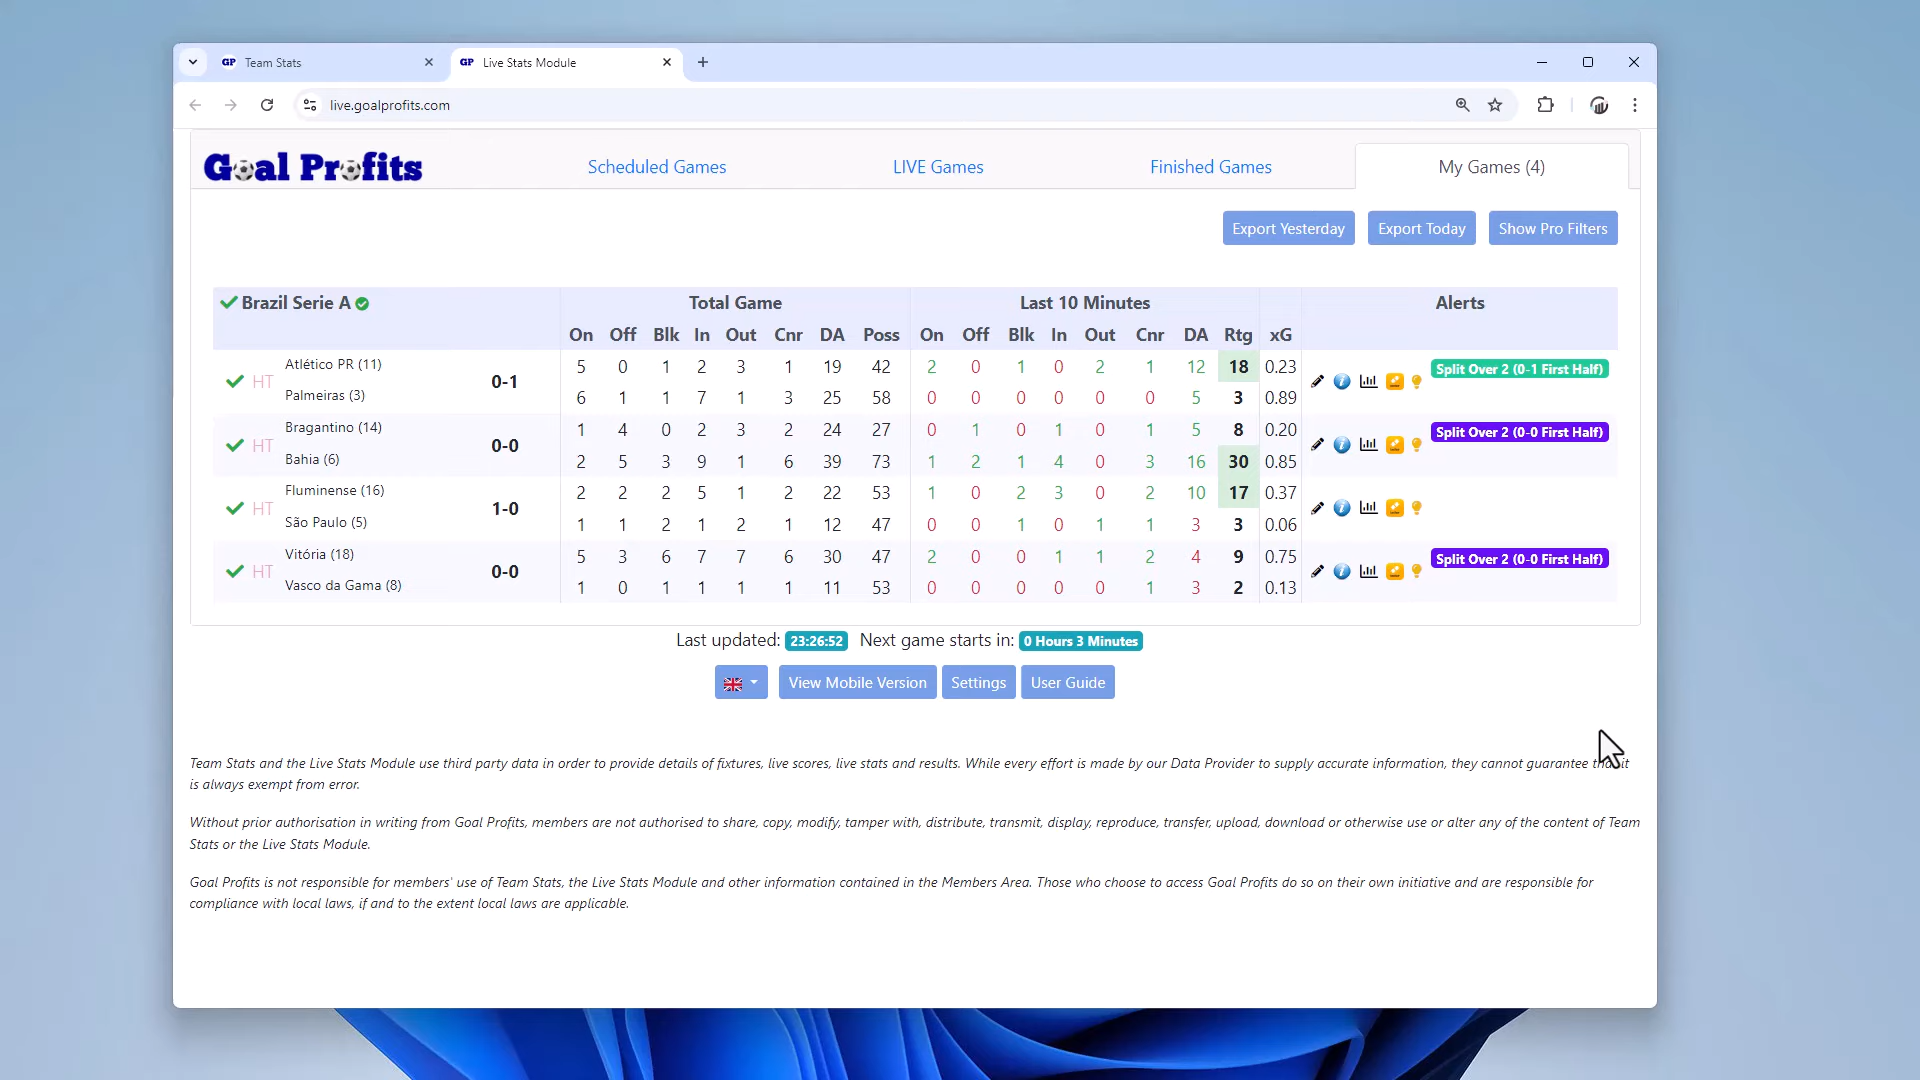 GP Team Stats
GP Live Stats Module
live.goalprofits.com
Goal Profits
Scheduled Games
LIVE Games
Finished Games
My Games (4)
Export Yesterday
Export Today
Show Pro Filters
Brazil Serie A Total Game Last 10 Minutes Alerts
On Off Blk In Out Cnr DA Poss On Off Blk In Out Cnr DA Rtg xG
Atlético PR (11) 5 0 1 2 3 1 19 42 2 0 1 0 2 1 12 18 0.23 Split Over 2 (0-1 First Half)
HT 0-1
Palmeiras (3) 6 1 1 7 1 3 25 58 0 0 0 0 0 0 5 3 0.89
Bragantino (14) 1 4 0 2 3 2 24 27 0 1 0 1 0 1 5 8 0.20 Split Over 2 (0-0 First Half)
HT 0-0
Bahia (6) 2 5 3 9 1 6 39 73 1 2 1 4 0 3 16 30 0.85
Fluminense (16) 2 2 2 5 1 2 22 53 1 0 2 3 0 2 10 17 0.37
HT 1-0
São Paulo (5) 1 1 2 1 2 1 12 47 0 0 1 0 1 1 3 3 0.06
Vitória (18) 5 3 6 7 7 6 30 47 2 0 0 1 1 2 4 9 0.75 Split Over 2 (0-0 First Half)
HT 0-0
Vasco da Gama (8) 1 0 1 1 1 1 11 53 0 0 0 0 0 1 3 2 0.13
Last updated: 23:26:52 Next game starts in: 0 Hours 3 Minutes
View Mobile Version
Settings
User Guide
Team Stats and the Live Stats Module use third party data in order to provide details of fixtures, live scores, live stats and results. While every effort is made by our Data Provider to supply accurate information, they cannot guarantee that it
is always exempt from error.
Without prior authorisation in writing from Goal Profits, members are not authorised to share, copy, modify, tamper with, distribute, transmit, display, reproduce, transfer, upload, download or otherwise use or alter any of the content of Team
Stats or the Live Stats Module.
Goal Profits is not responsible for members' use of Team Stats, the Live Stats Module and other information contained in the Members Area. Those who choose to access Goal Profits do so on their own initiative and are responsible for
compliance with local laws, if and to the extent local laws are applicable.